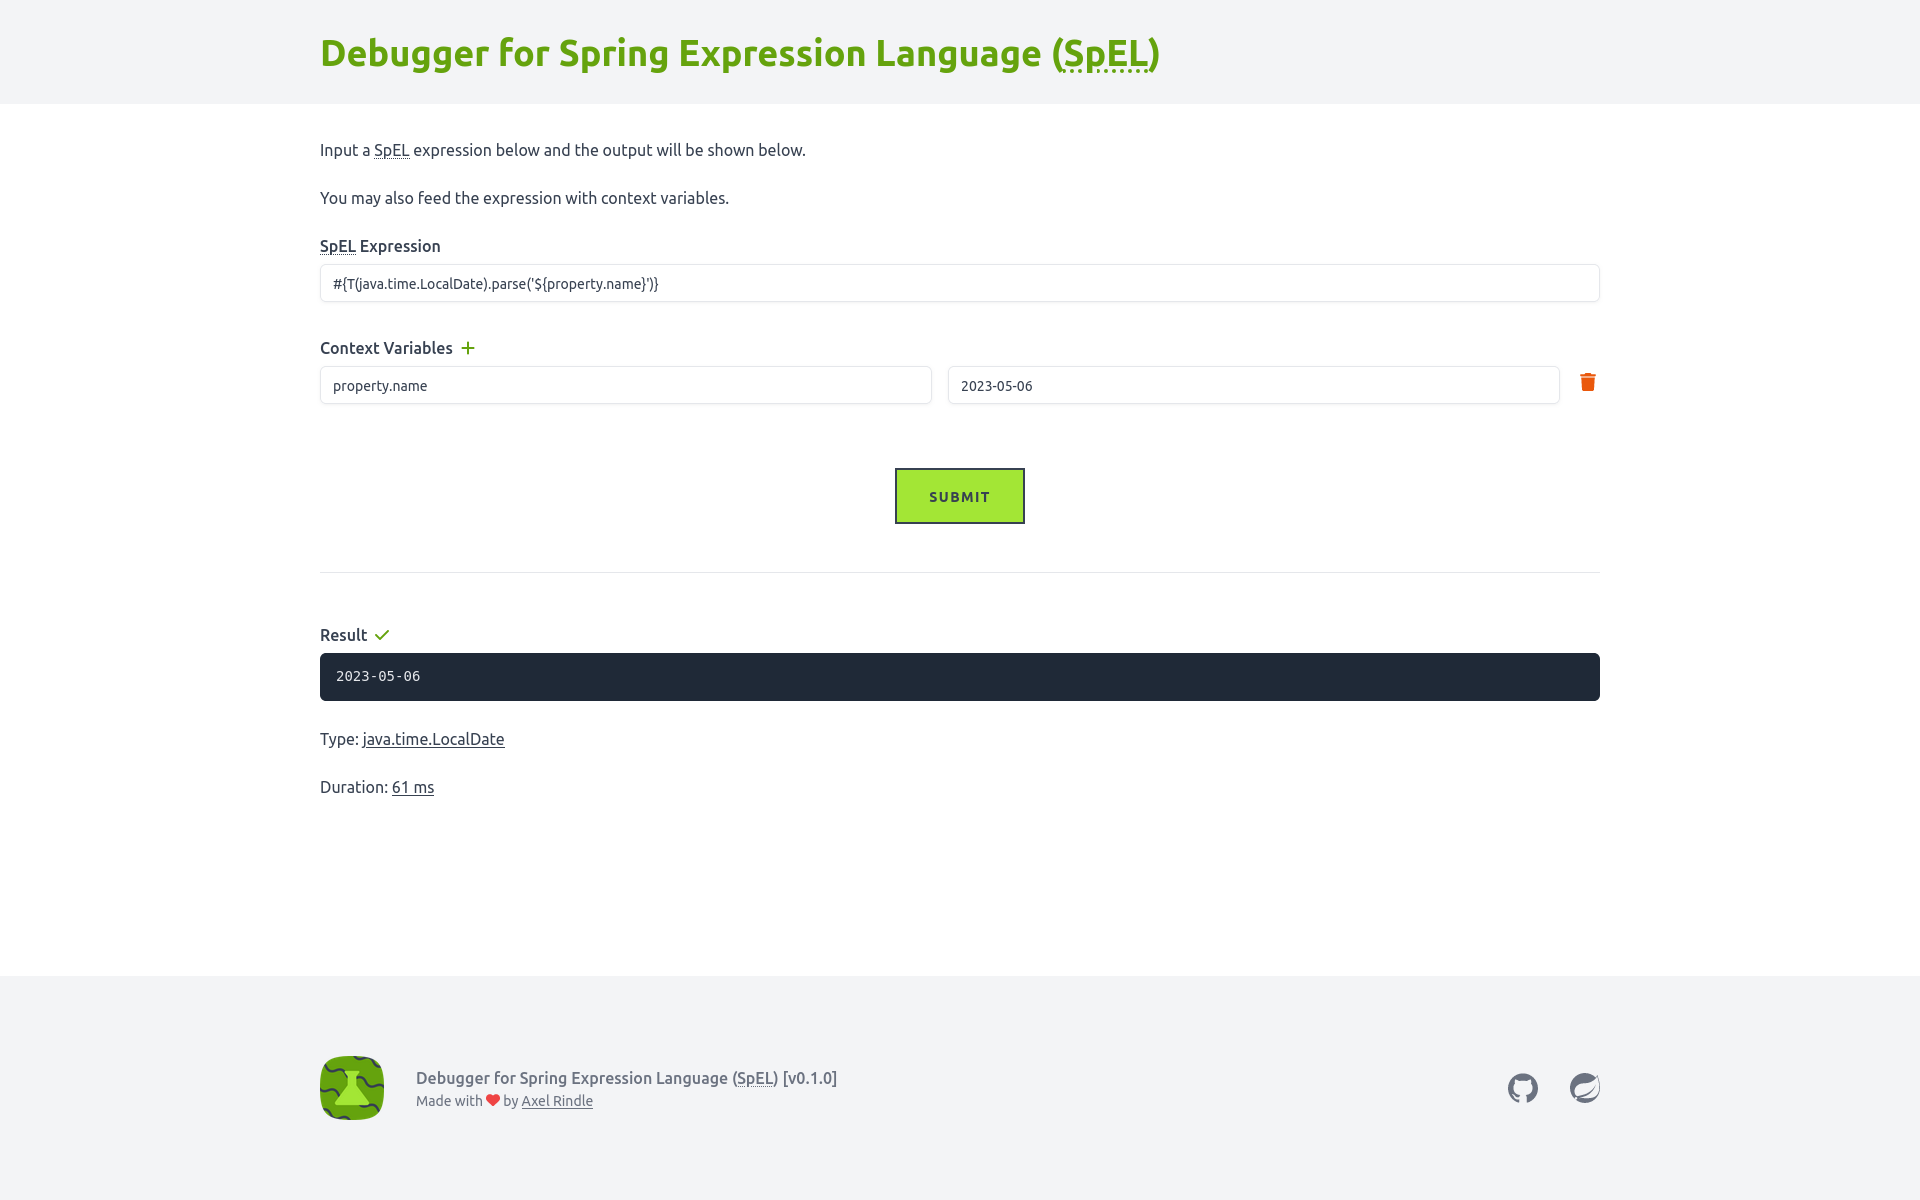 Debugger for Spring Expression Language (SpEL)
Input a SpEL expression below and the output will be shown below.
You may also feed the expression with context variables.
SpEL Expression
#{T(java.time.LocalDate).parse('${property.name}')}
Context Variables
property.name 2023-05-06
SUBMIT
Result
2023-05-06
Type: java.time.LocalDate
Duration: 61 ms
Debugger for Spring Expression Language (SpEL) [v0.1.0]
Made with ❤ by Axel Rindle